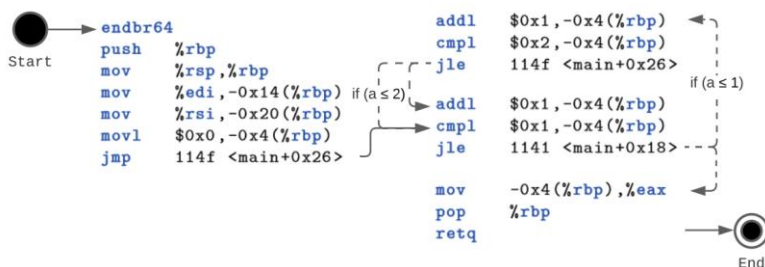 Start
endbr64
push %rbp
mov %rsp,%rbp
mov %edi,-0x14(%rbp)
mov %rsi,-0x20(%rbp)
movl $0x0,-0x4(%rbp)
jmp 114f <main+0x26>
if (a ≤ 2)
addl $0x1,-0x4(%rbp)
cmpl $0x2,-0x4(%rbp)
jle 114f <main+0x26>
if (a ≤ 1)
addl $0x1,-0x4(%rbp)
cmpl $0x1,-0x4(%rbp)
jle 1141 <main+0x18>
mov -0x4(%rbp),%eax
pop %rbp
retq
End